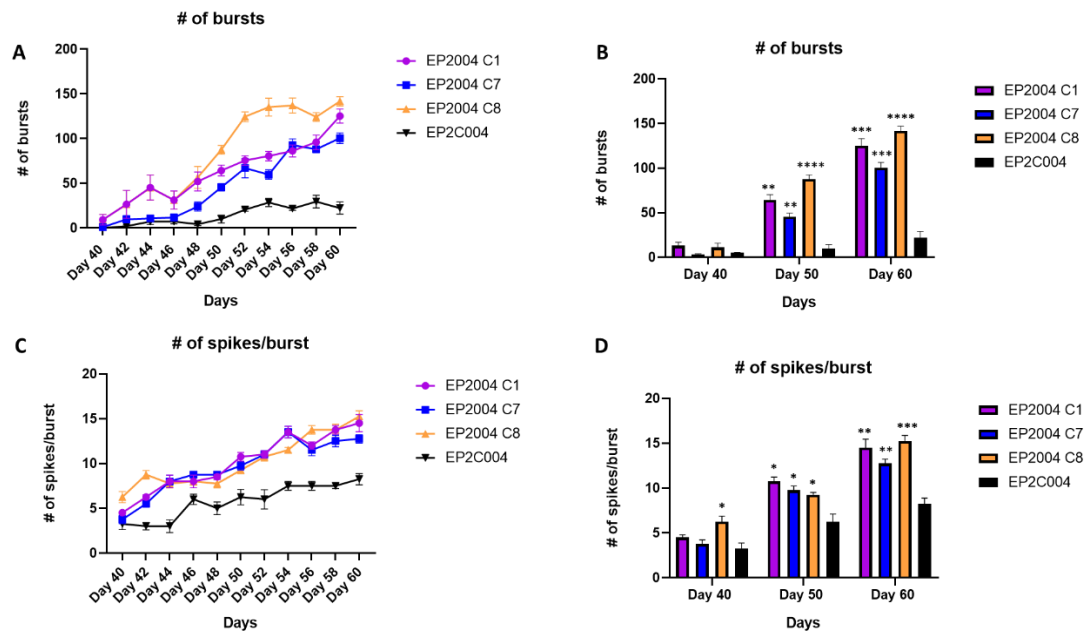 A
# of bursts
# of bursts
200
150
100
50
0
Day 40
Day 42
Day 44
Day 46
Day 48
Day 50
Day 52
Day 54
Day 56
Day 58
Day 60
Days
EP2004 C1
EP2004 C7
EP2004 C8
EP2C004
B
# of bursts
# of bursts
200
150
100
50
0
** ** ****
*** *** ****
Day 40
Day 50
Day 60
Days
EP2004 C1
EP2004 C7
EP2004 C8
EP2C004
C
# of spikes/burst
# of spikes/burst
20
15
10
5
0
Day 40
Day 42
Day 44
Day 46
Day 48
Day 50
Day 52
Day 54
Day 56
Day 58
Day 60
Days
EP2004 C1
EP2004 C7
EP2004 C8
EP2C004
D
# of spikes/burst
# of spikes/burst
20
15
10
5
0
*
* * *
** ** ***
Day 40
Day 50
Day 60
Days
EP2004 C1
EP2004 C7
EP2004 C8
EP2C004